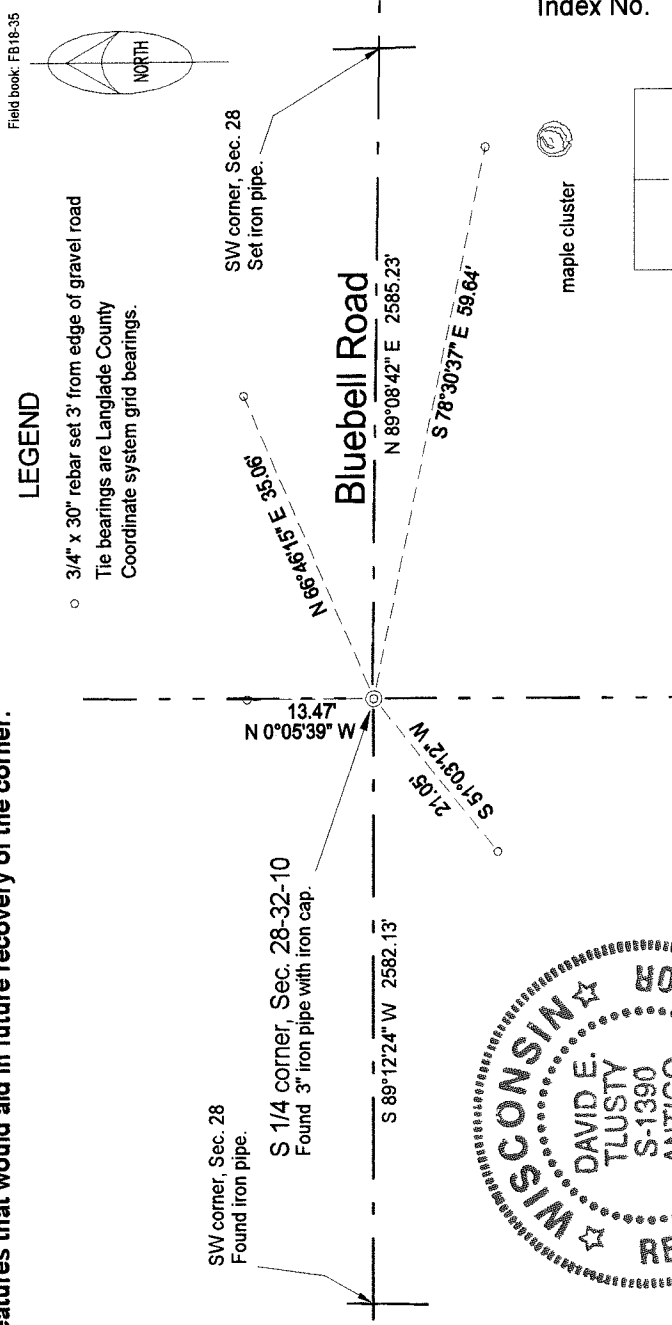 Index No.
Field book: FB18-35
NORTH
LEGEND
3/4" x 30" rebar set 3' from edge of gravel road
Tie bearings are Langlade County
Coordinate system grid bearings.
SW corner, Sec. 28
Set iron pipe.
maple cluster
Bluebell Road
N 89°08'42" E 2585.23'
S 78°30'37" E 59.64'
N 66°46'15" E 35.06'
13.47'
N 0°05'39" W
21.05'
S 51°03'12" W
S 1/4 corner, Sec. 28-32-10
Found 3" iron pipe with iron cap.
S 89°12'24" W 2582.13'
SW corner, Sec. 28
Found iron pipe.
eatures that would aid in future recovery of the corner.
WISCONSIN
DAVID E.
TLUSTY
S-1390